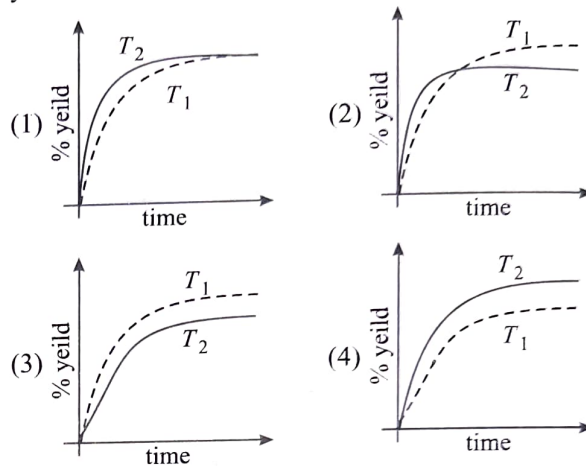 T₂
T₁
(1)
% yeild
time
T₁
T₂
(2)
% yeild
time
T₁
T₂
(3)
% yeild
time
T₂
T₁
(4)
% yeild
time